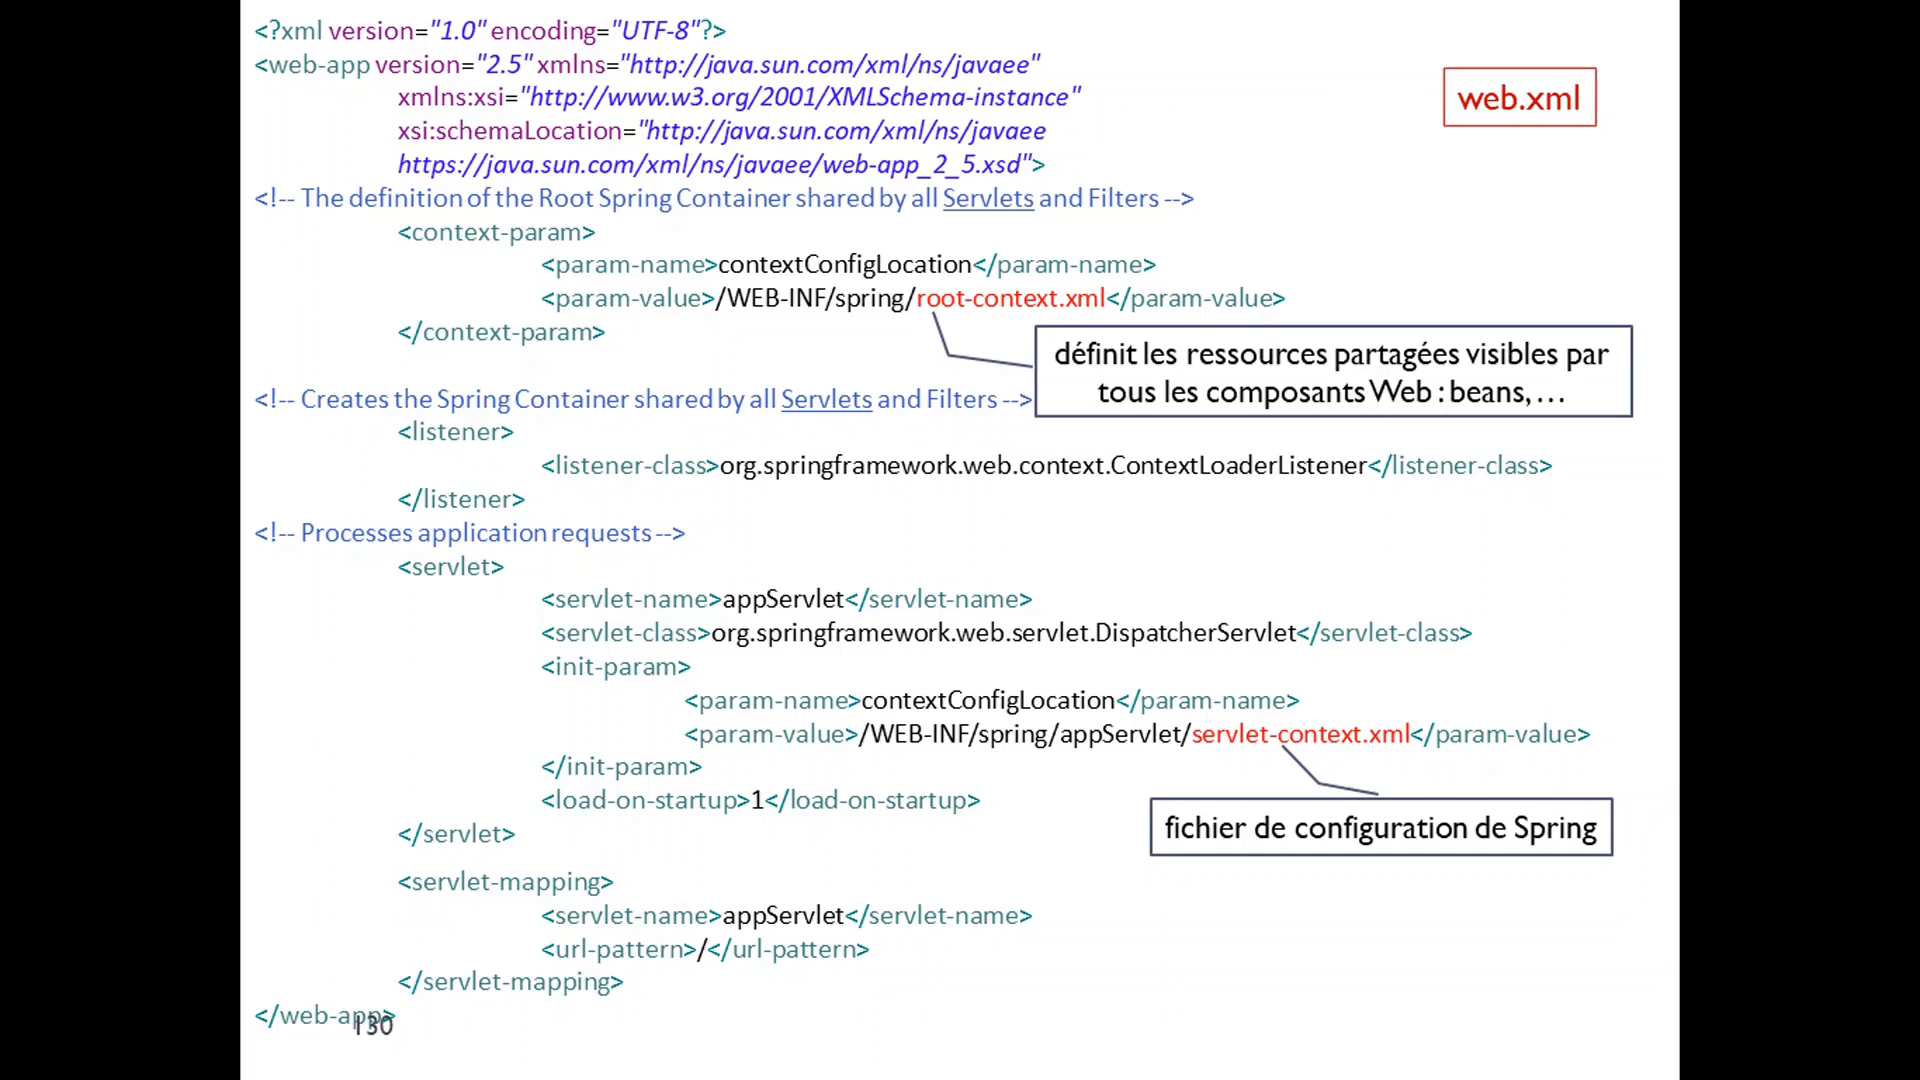 <?xml version="1.0" encoding="UTF-8"?>
<web-app version="2.5" xmlns="http://java.sun.com/xml/ns/javaee"
web.xml
xmlns:xsi="http://www.w3.org/2001/XMLSchema-instance"
xsi:schemaLocation="http://java.sun.com/xml/ns/javaee
https://java.sun.com/xml/ns/javaee/web-app_2_5.xsd">
<!-- The definition of the Root Spring Container shared by all Servlets and Filters -->
<context-param>
<param-name>contextConfigLocation</param-name>
<param-value>/WEB-INF/spring/root-context.xml</param-value>
</context-param>
définit les ressources partagées visibles par
tous les composants Web : beans, …
<!-- Creates the Spring Container shared by all Servlets and Filters -->
<listener>
<listener-class>org.springframework.web.context.ContextLoaderListener</listener-class>
</listener>
<!-- Processes application requests -->
<servlet>
<servlet-name>appServlet</servlet-name>
<servlet-class>org.springframework.web.servlet.DispatcherServlet</servlet-class>
<init-param>
<param-name>contextConfigLocation</param-name>
<param-value>/WEB-INF/spring/appServlet/servlet-context.xml</param-value>
</init-param>
<load-on-startup>1</load-on-startup>
fichier de configuration de Spring
</servlet>
<servlet-mapping>
<servlet-name>appServlet</servlet-name>
<url-pattern>/</url-pattern>
</servlet-mapping>
</web-app>
130